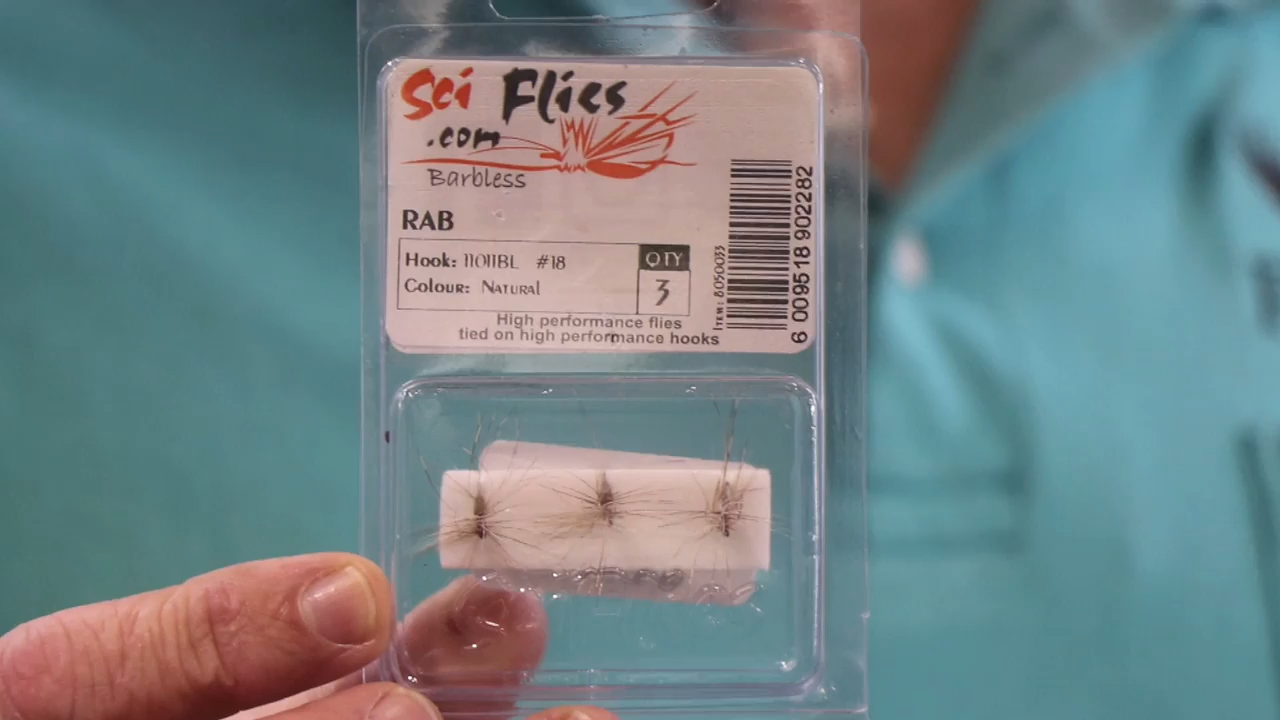 Sci Flies
.com
Barbless
RAB
Hook: 11011BL #18
Colour: Natural
QTY
3
High performance flies
tied on high performance hooks
Item: 8050033
6 009518 902282